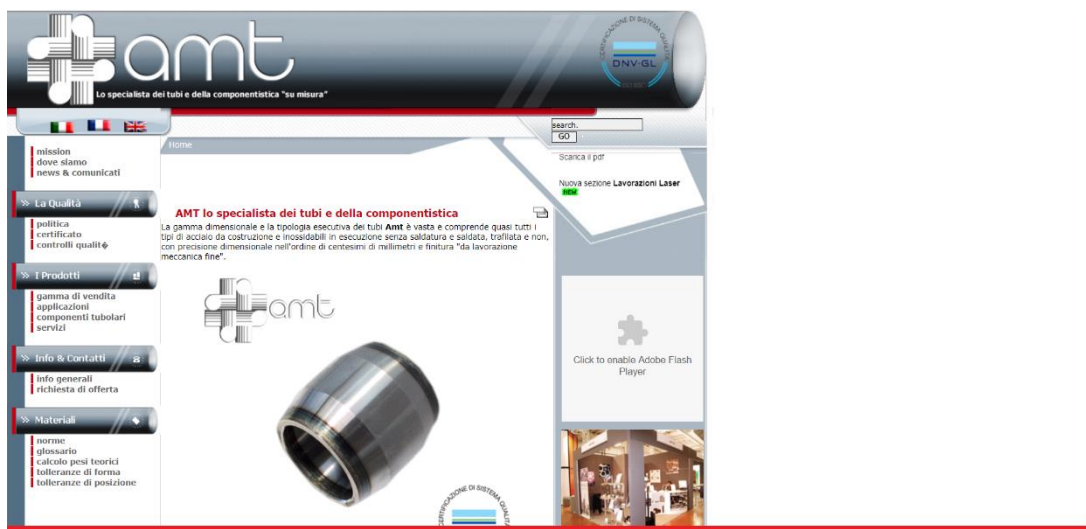 amt
Lo specialista dei tubi e della componentistica "su misura"
CERTIFICAZIONE DI SISTEMA QUALITÀ
DNV·GL
search.
GO
mission
dove siamo
news & comunicati
» La Qualità
politica
certificato
controlli qualit�
» I Prodotti
gamma di vendita
applicazioni
componenti tubolari
servizi
» Info & Contatti
info generali
richiesta di offerta
» Materiali
norme
glossario
calcolo pesi teorici
tolleranze di forma
tolleranze di posizione
Home
AMT lo specialista dei tubi e della componentistica
La gamma dimensionale e la tipologia esecutiva dei tubi Amt è vasta e comprende quasi tutti i
tipi di acciaio da costruzione e inossidabili in esecuzione senza saldatura e saldata, trafilata e non,
con precisione dimensionale nell'ordine di centesimi di millimetri e finitura "da lavorazione
meccanica fine".
amt
CERTIFICAZIONE DI SISTEMA QUALITÀ
Scarica il pdf
Nuova sezione Lavorazioni Laser
NEW
Click to enable Adobe Flash
Player